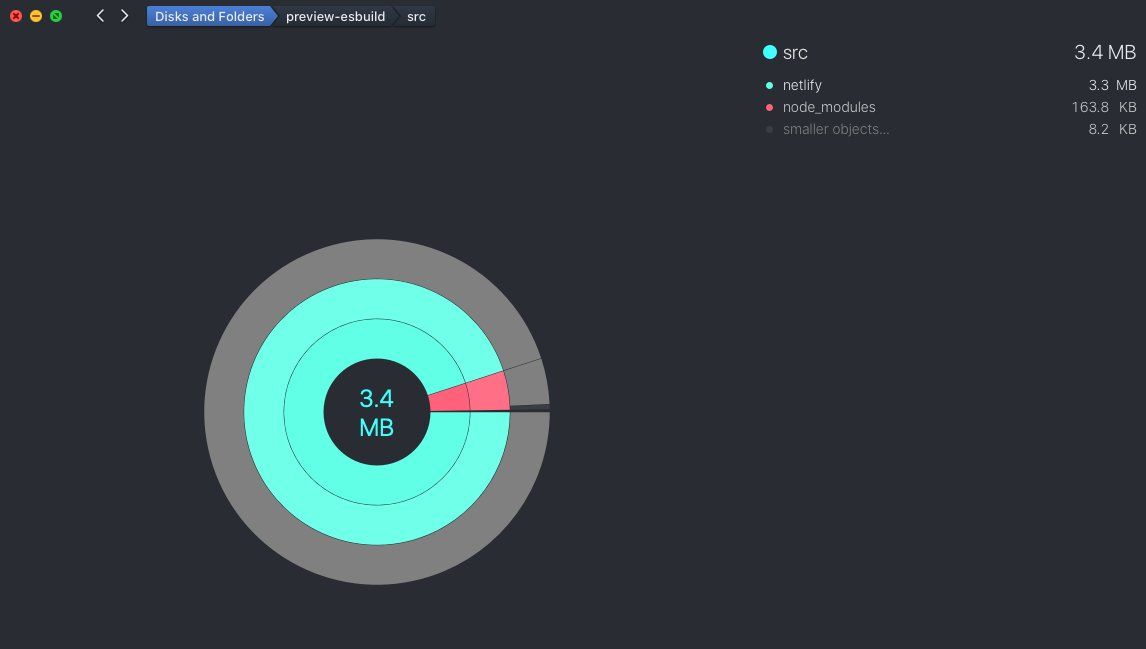 Disks and Folders preview-esbuild src
src 3.4 MB
netlify 3.3 MB
node_modules 163.8 KB
smaller objects... 8.2 KB
3.4
MB